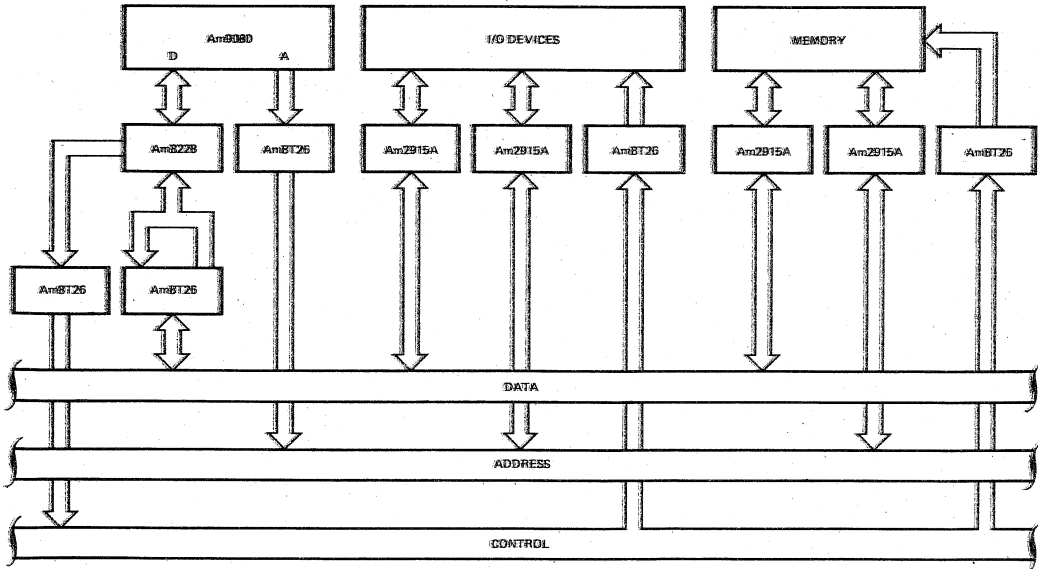 Am9080
I/O DEVICES
MEMORY
D
A
Am8228
Am8T26
Am2915A
Am2915A
Am8T26
Am2915A
Am2915A
Am8T26
Am8T26
Am8T26
DATA
ADDRESS
CONTROL